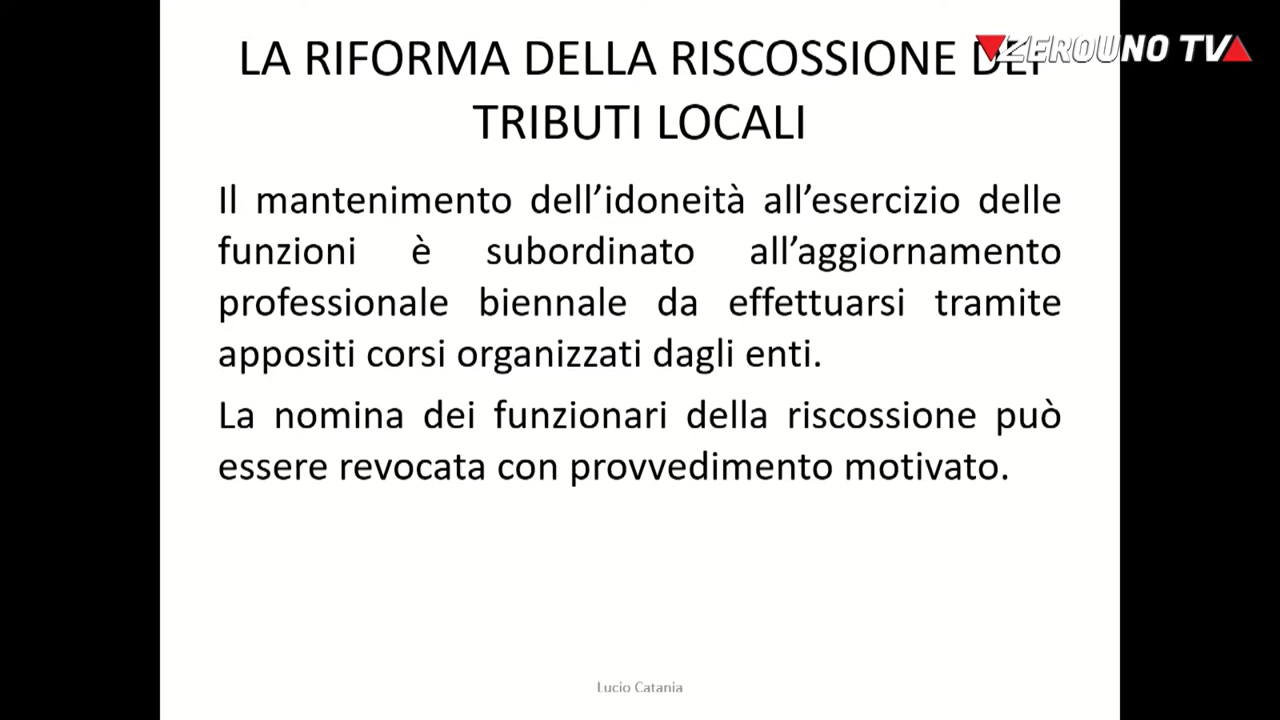 LA RIFORMA DELLA RISCOSSIONE DEI
ZEROUNO TV
TRIBUTI LOCALI
Il mantenimento dell’idoneità all’esercizio delle
funzioni è subordinato all’aggiornamento
professionale biennale da effettuarsi tramite
appositi corsi organizzati dagli enti.
La nomina dei funzionari della riscossione può
essere revocata con provvedimento motivato.
Lucio Catania